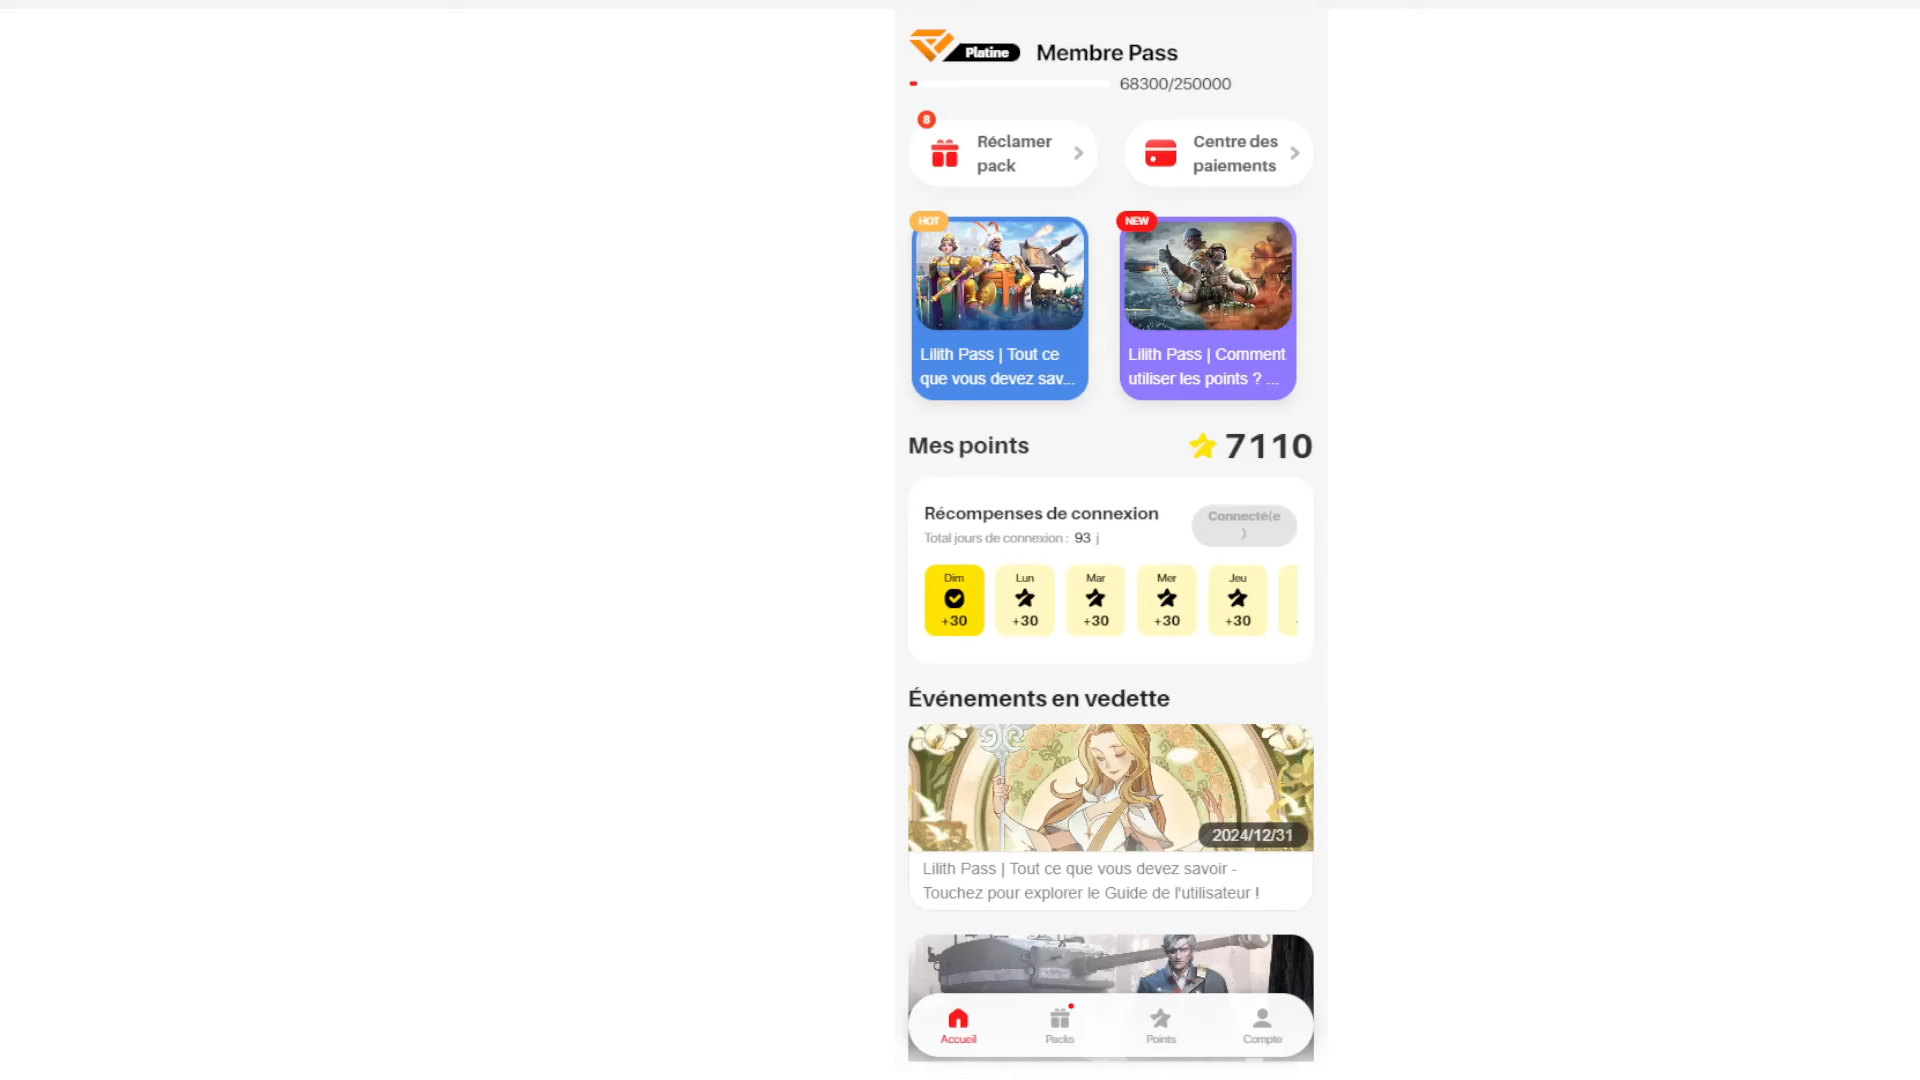 Platine
Membre Pass
68300/250000
8
Réclamer
pack
Centre des
paiements
HOT
NEW
Lilith Pass | Tout ce
que vous devez sav...
Lilith Pass | Comment
utiliser les points ? ...
Mes points
7110
Récompenses de connexion
Total jours de connexion : 93 j
Connecté(e
)
Dim
Lun
Mar
Mer
Jeu
+30
+30
+30
+30
+30
Événements en vedette
2024/12/31
Lilith Pass | Tout ce que vous devez savoir -
Touchez pour explorer le Guide de l'utilisateur !
Accueil
Packs
Points
Compte